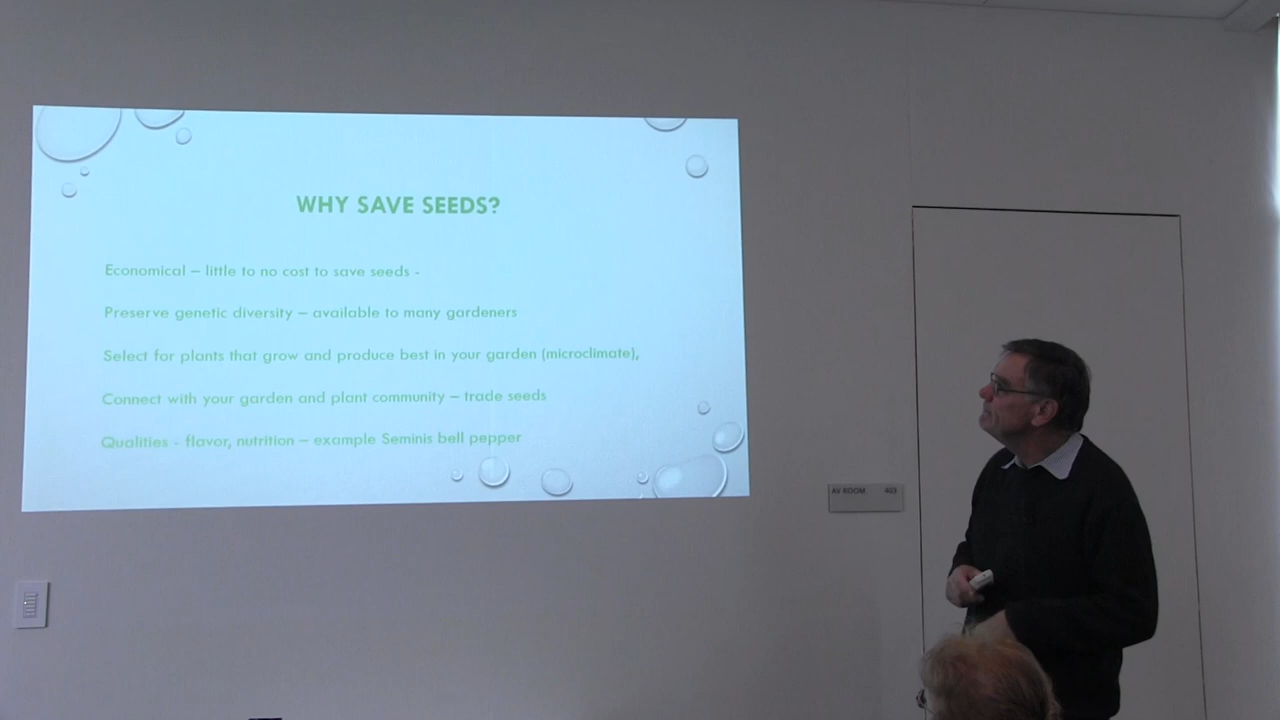 WHY SAVE SEEDS?
Economical – little to no cost to save seeds -
Preserve genetic diversity – available to many gardeners
Select for plants that grow and produce best in your garden (microclimate),
Connect with your garden and plant community – trade seeds
Qualities - flavor, nutrition – example Seminis bell pepper
AV ROOM 403